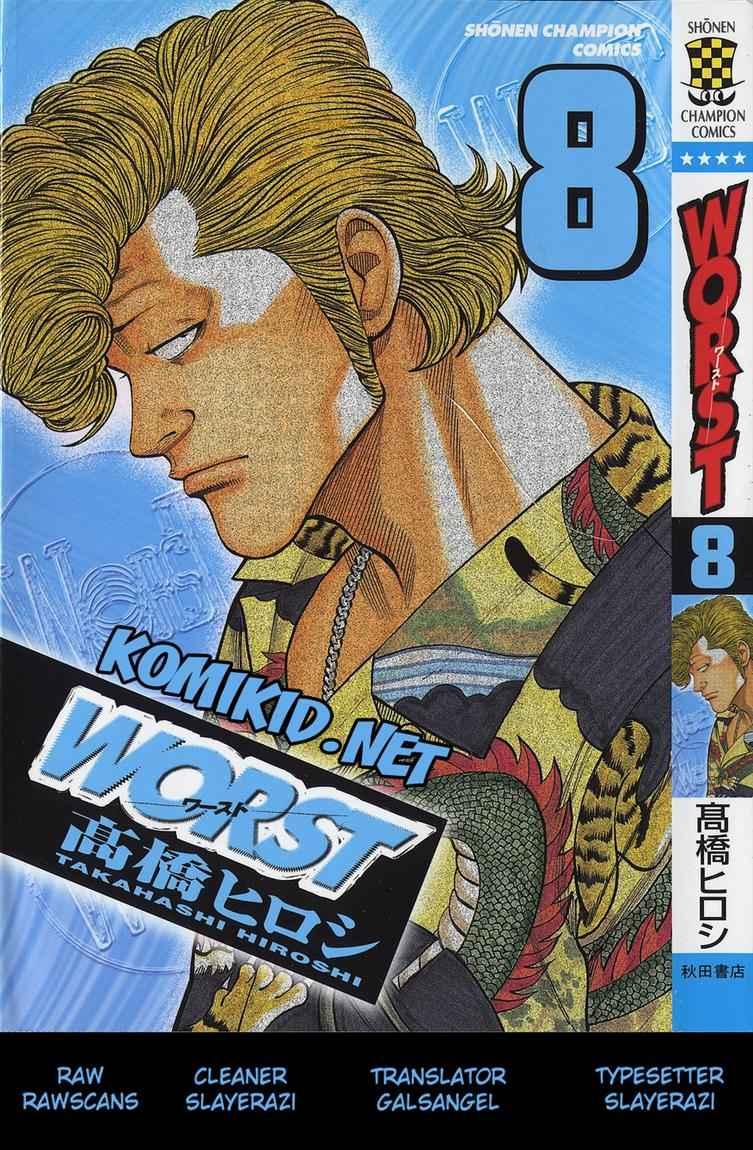 SHŌNEN CHAMPION
COMICS
8
SHŌNEN
CHAMPION
COMICS
WORST
ワースト
8
髙橋ヒロシ
秋田書店
KOMIKID.NET
WORST
ワースト
髙橋ヒロシ
TAKAHASHI HIROSHI
RAW
RAWSCANS
CLEANER
SLAYERAZI
TRANSLATOR
GALSANGEL
TYPESETTER
SLAYERAZI